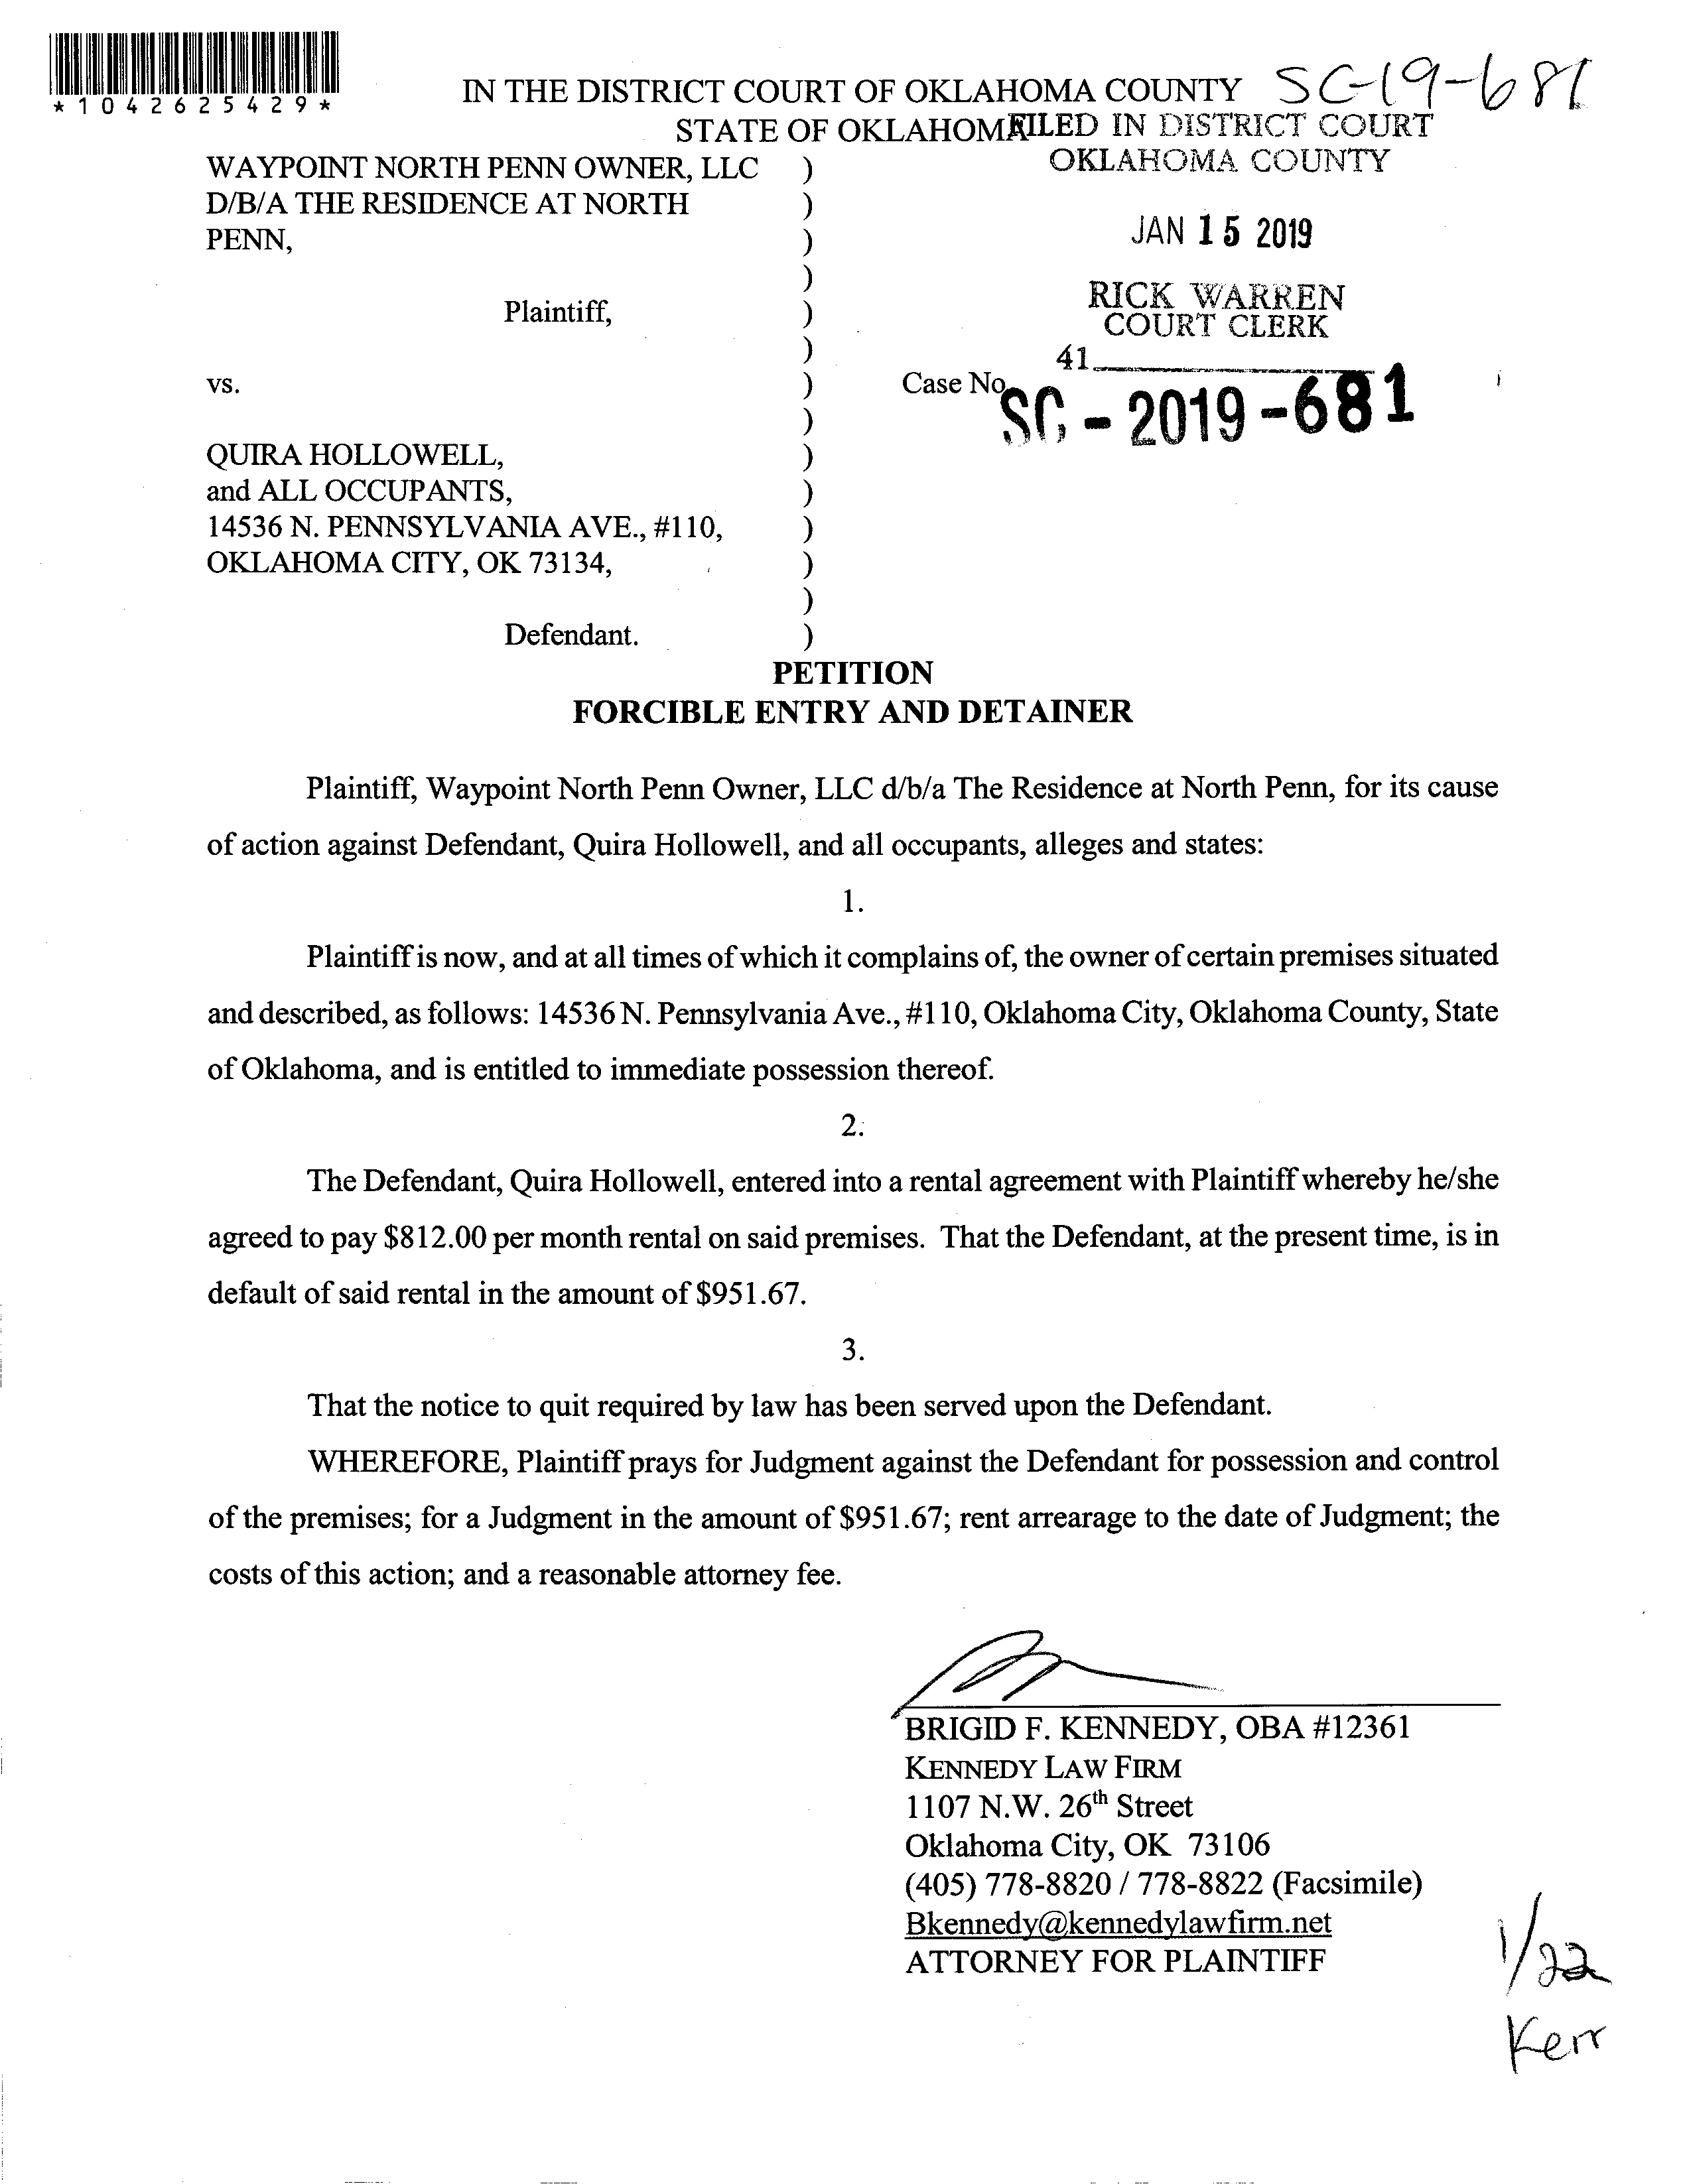 *1042625429*
IN THE DISTRICT COURT OF OKLAHOMA COUNTY SC-19-681
STATE OF OKLAHOMA
FILED IN DISTRICT COURT
OKLAHOMA COUNTY
JAN 15 2019
RICK WARREN
COURT CLERK
41
WAYPOINT NORTH PENN OWNER, LLC )
D/B/A THE RESIDENCE AT NORTH )
PENN, )
)
Plaintiff, )
)
vs. ) Case No. SC-2019-681
)
QUIRA HOLLOWELL, )
and ALL OCCUPANTS, )
14536 N. PENNSYLVANIA AVE., #110, )
OKLAHOMA CITY, OK 73134, )
)
Defendant. )
PETITION
FORCIBLE ENTRY AND DETAINER
Plaintiff, Waypoint North Penn Owner, LLC d/b/a The Residence at North Penn, for its cause
of action against Defendant, Quira Hollowell, and all occupants, alleges and states:
1.
Plaintiff is now, and at all times of which it complains of, the owner of certain premises situated
and described, as follows: 14536 N. Pennsylvania Ave., #110, Oklahoma City, Oklahoma County, State
of Oklahoma, and is entitled to immediate possession thereof.
2.
The Defendant, Quira Hollowell, entered into a rental agreement with Plaintiff whereby he/she
agreed to pay $812.00 per month rental on said premises. That the Defendant, at the present time, is in
default of said rental in the amount of $951.67.
3.
That the notice to quit required by law has been served upon the Defendant.
WHEREFORE, Plaintiff prays for Judgment against the Defendant for possession and control
of the premises; for a Judgment in the amount of $951.67; rent arrearage to the date of Judgment; the
costs of this action; and a reasonable attorney fee.
BRIGID F. KENNEDY, OBA #12361
KENNEDY LAW FIRM
1107 N.W. 26th Street
Oklahoma City, OK 73106
(405) 778-8820 / 778-8822 (Facsimile)
Bkennedy@kennedylawfirm.net
ATTORNEY FOR PLAINTIFF
1/22
Kerr